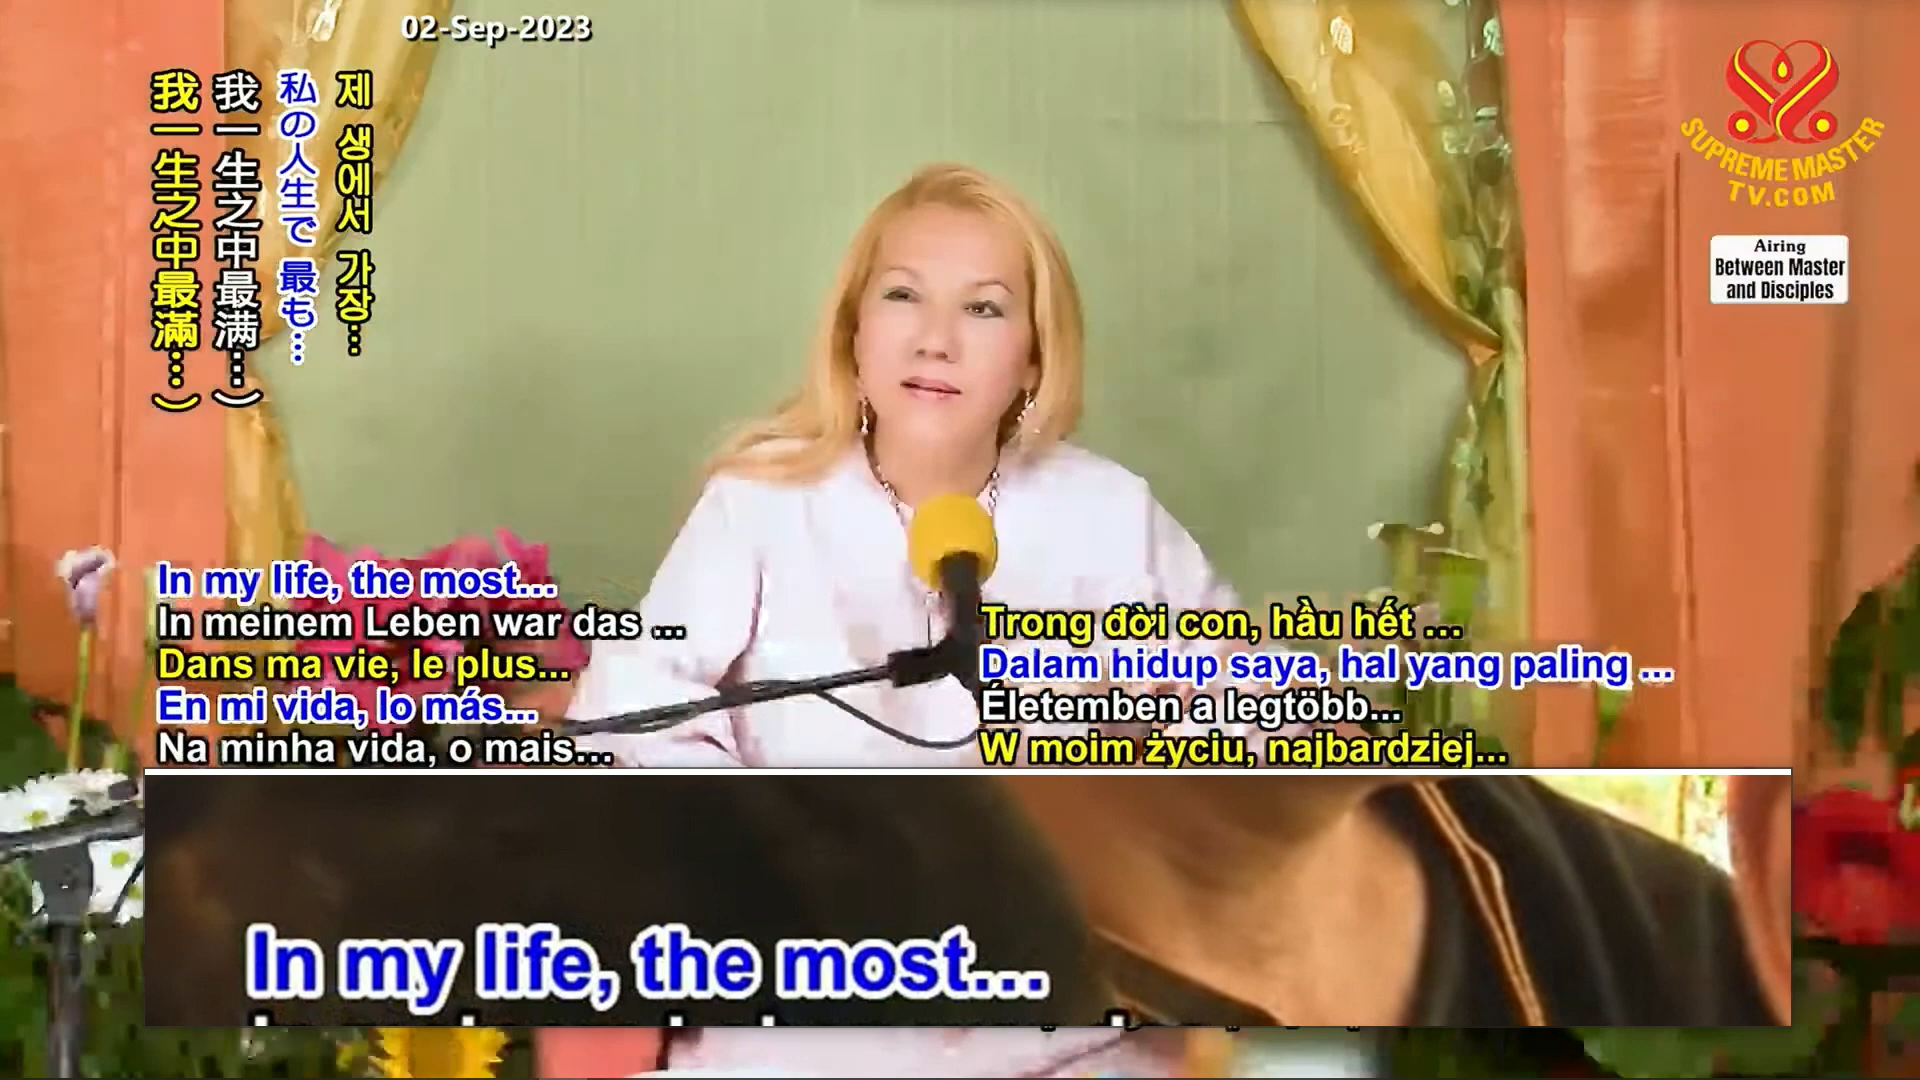 02-Sep-2023
제 생에서 가장…
私の人生で 最も…
我一生之中最满…）
我一生之中最滿…）
SUPREME MASTER
TV.COM
Airing
Between Master
and Disciples
In my life, the most...
In meinem Leben war das ...
Dans ma vie, le plus...
En mi vida, lo más...
Na minha vida, o mais...
Trong đời con, hầu hết ...
Dalam hidup saya, hal yang paling ...
Életemben a legtöbb...
W moim życiu, najbardziej...
In my life, the most...